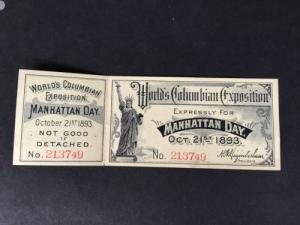 WORLD'S COLUMBIAN
EXPOSITION
MANHATTAN DAY.
October 21ST 1893.
NOT GOOD
IF
DETACHED.
No. 213749
World's Columbian Exposition
EXPRESSLY FOR
MANHATTAN DAY.
OCT. 21ST 1893.
No. 213749